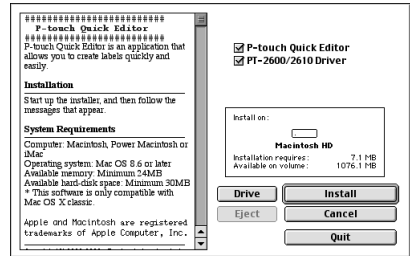 ########################
P-touch Quick Editor
########################
P-touch Quick Editor is an application that
allows you to create labels quickly and
easily.
Installation
Start up the installer, and then follow the
messages that appear.
System Requirements
Computer: Macintosh, Power Macintosh or
iMac
Operating system: Mac OS 8.6 or later
Available memory: Minimum 24MB
Available hard-disk space: Minimum 30MB
* This software is only compatible with
Mac OS X classic.
Apple and Macintosh are registered
trademarks of Apple Computer, Inc.
P-touch Quick Editor
PT-2600/2610 Driver
Install on:
Macintosh HD
Installation requires: 7.1 MB
Available on volume: 1076.1 MB
Drive
Install
Eject
Cancel
Quit